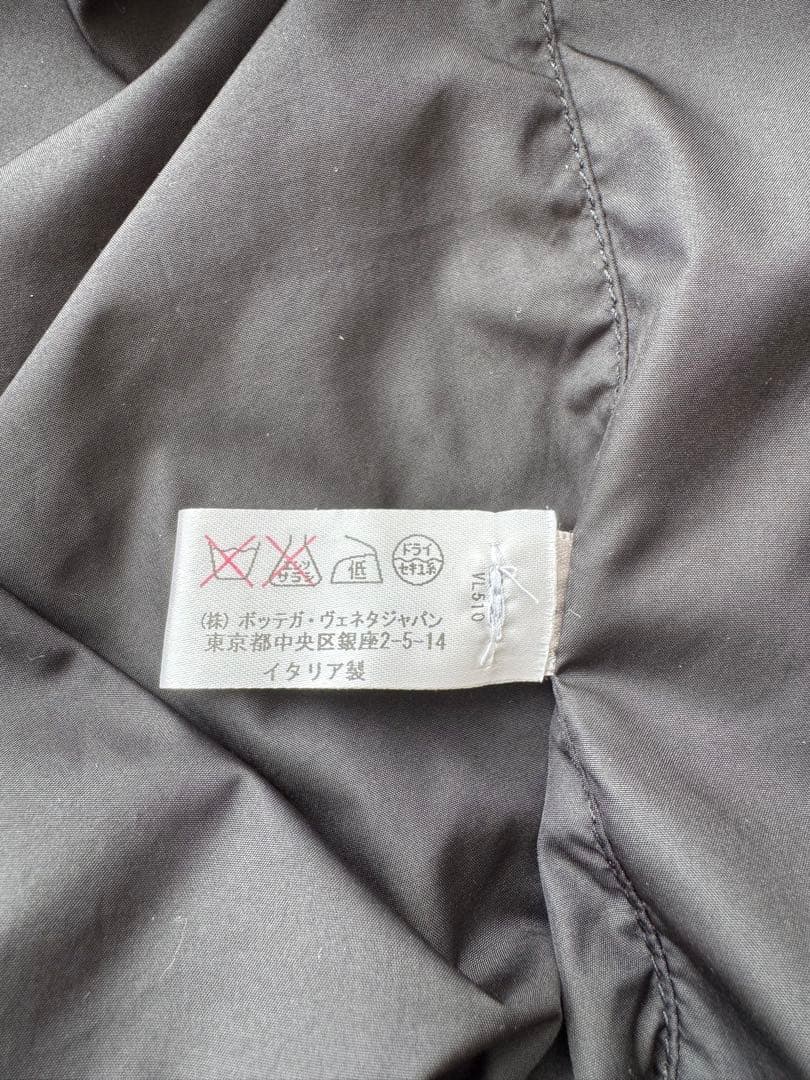 エンソ
サラシ
低
ドライ
セキユ系
(株) ボッテガ・ヴェネタジャパン
東京都中央区銀座2-5-14
イタリア製
VL510